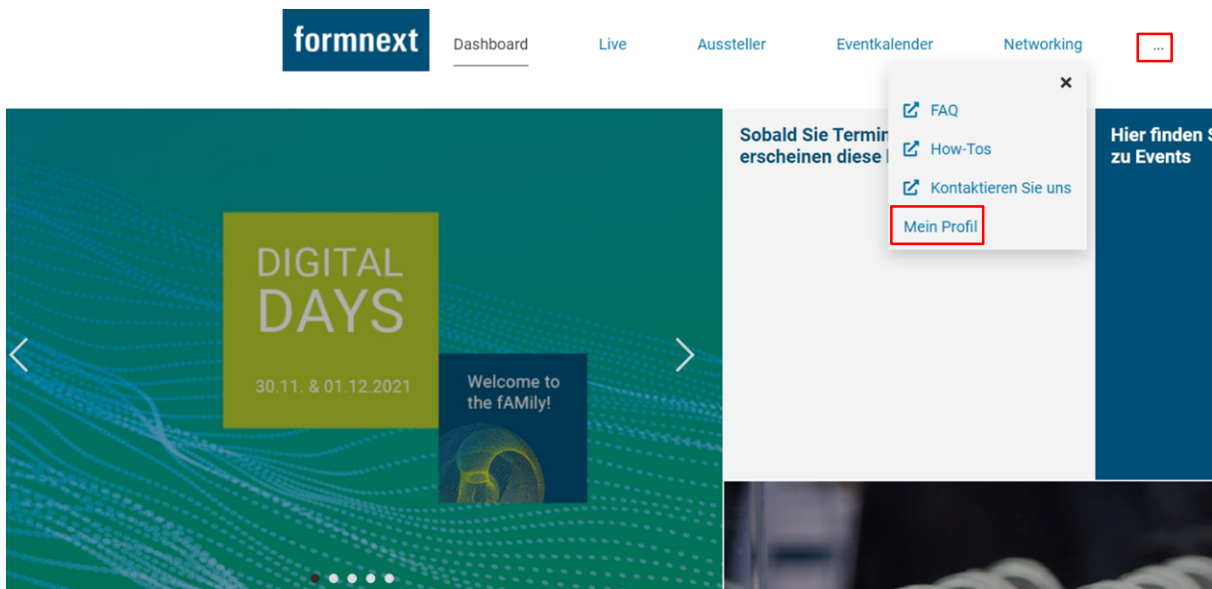 formnext
Dashboard
Live
Aussteller
Eventkalender
Networking
...
FAQ
How-Tos
Kontaktieren Sie uns
Mein Profil
DIGITAL
DAYS
30.11. & 01.12.2021
Welcome to
the fAMily!
Sobald Sie Termin
erscheinen diese
Hier finden S
zu Events